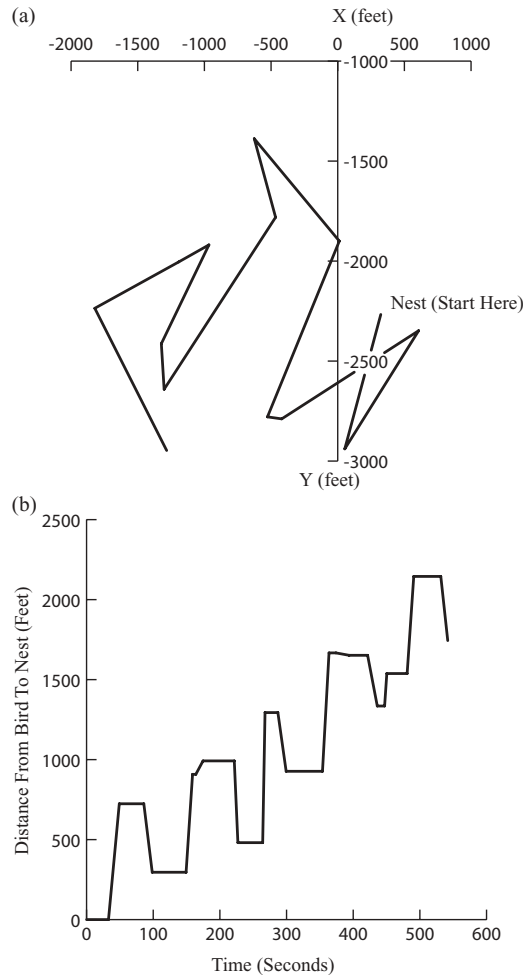 (a)
X (feet)
-2000 -1500 -1000 -500 0 500 1000
-1000
-1500
-2000
Nest (Start Here)
-2500
-3000
Y (feet)
(b)
2500
2000
1500
1000
500
0
Distance From Bird To Nest (Feet)
0 100 200 300 400 500 600
Time (Seconds)